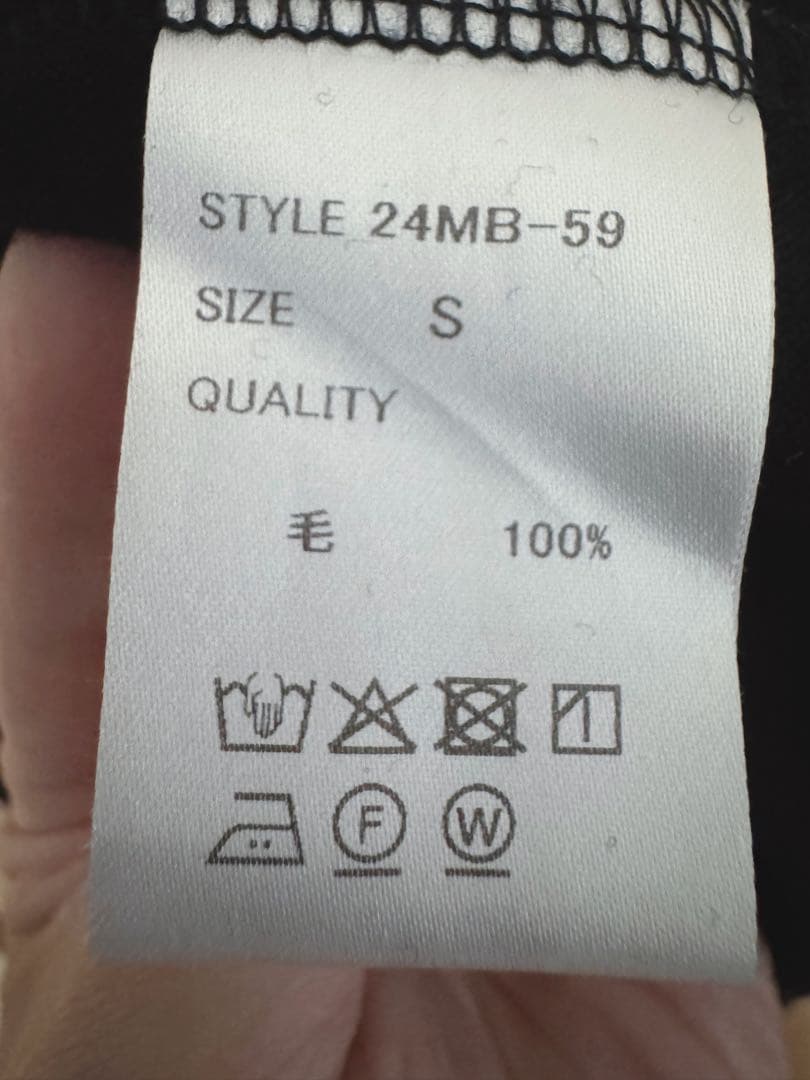 STYLE 24MB-59
SIZE S
QUALITY
毛 100%
F W